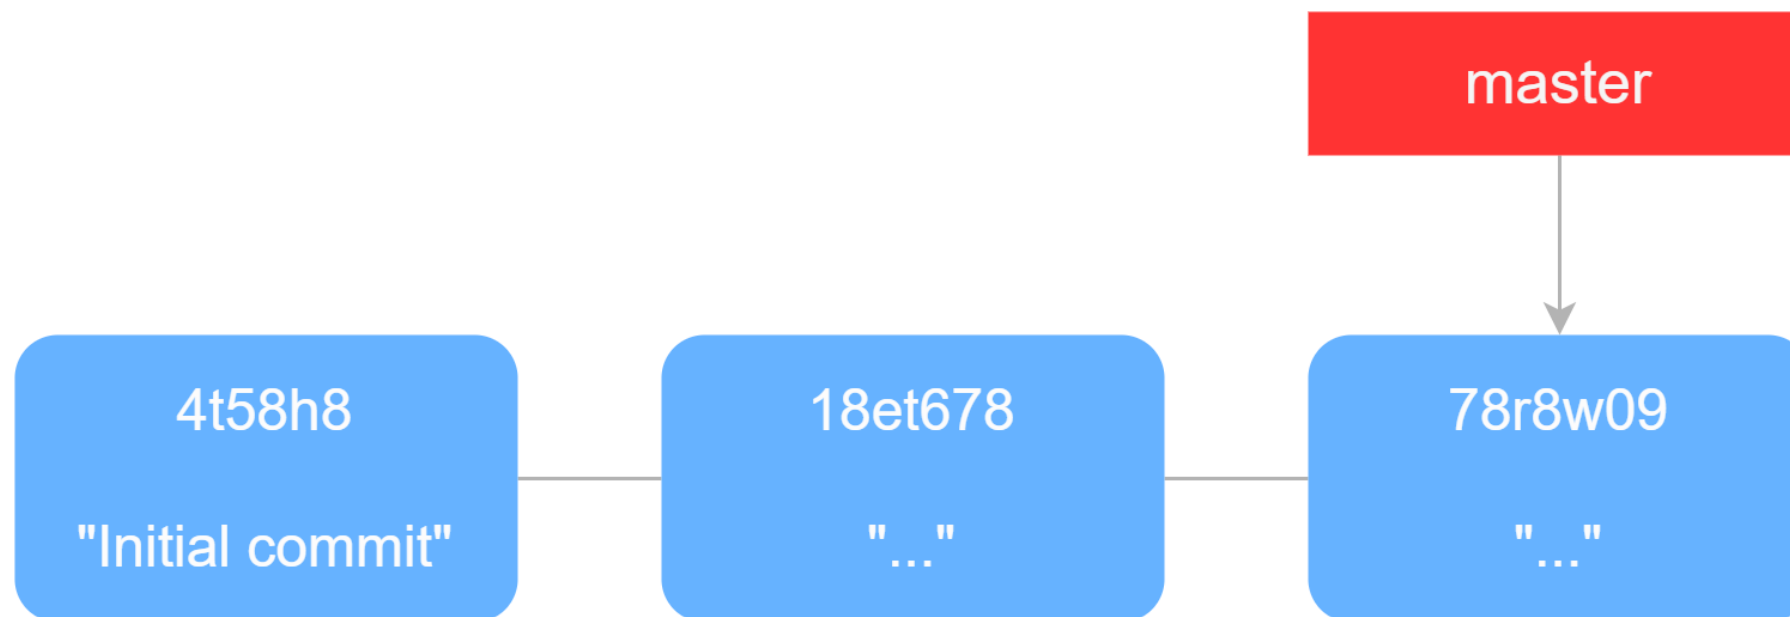 master
4t58h8
"Initial commit"
18et678
"..."
78r8w09
"..."